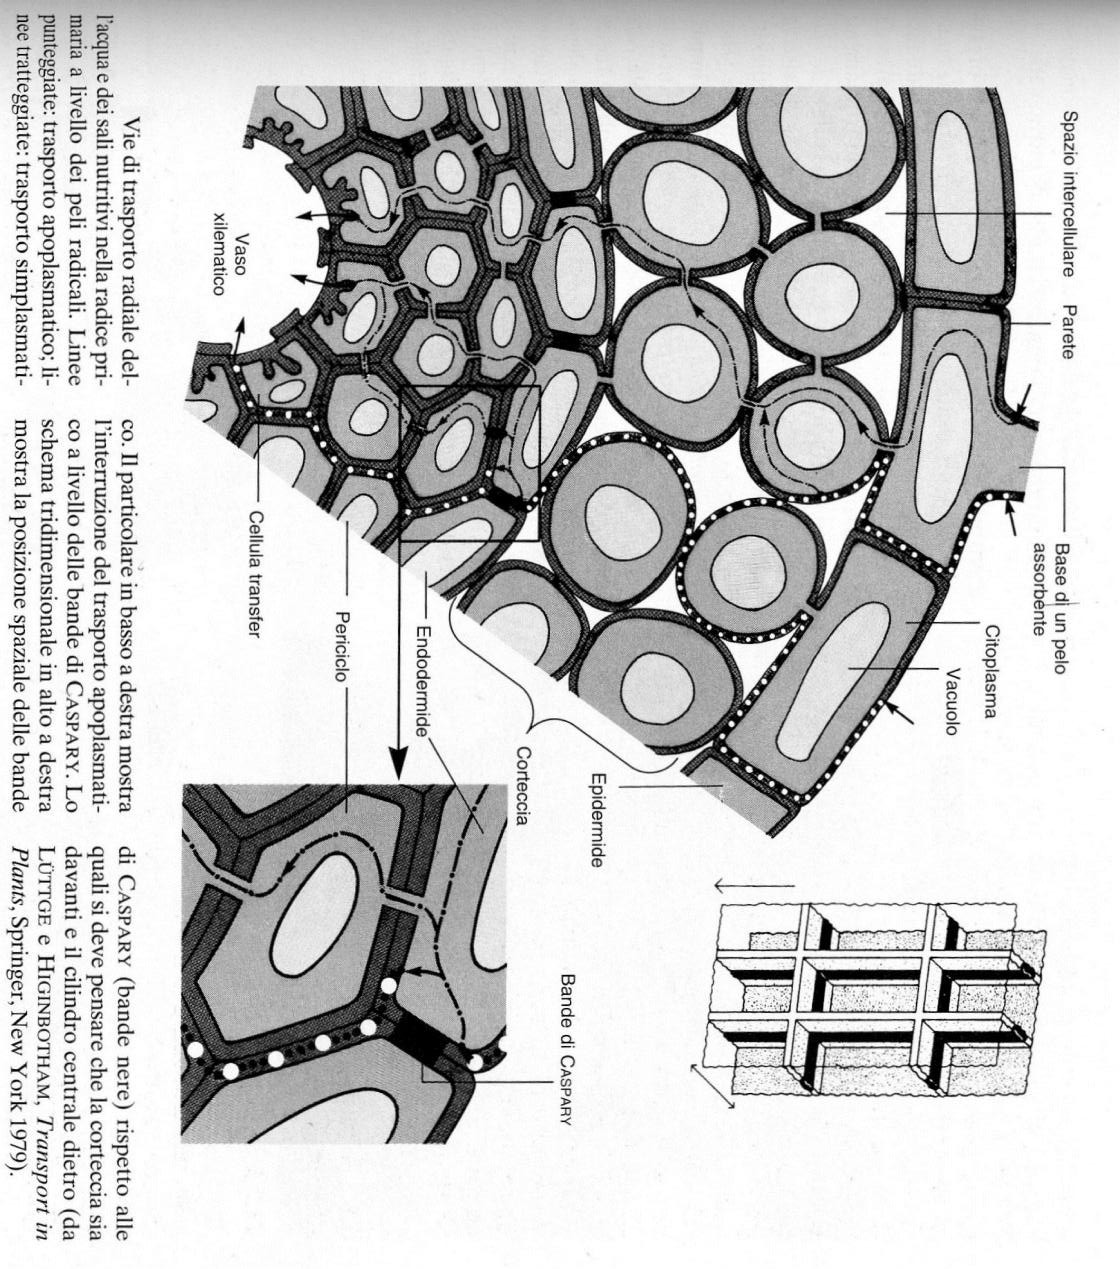 Spazio intercellulare
Parete
Base di un pelo
assorbente
Citoplasma
Vacuolo
Epidermide
Corteccia
Endodermide
Periciclo
Cellula transfer
Vaso
xilematico
Bande di CASPARY
Vie di trasporto radiale del-
l'acqua e dei sali nutritivi nella radice pri-
maria a livello dei peli radicali. Linee
punteggiate: trasporto apoplasmatico; li-
nee tratteggiate: trasporto simplasmati-
co. Il particolare in basso a destra mostra
l'interruzione del trasporto apoplasmati-
co a livello delle bande di CASPARY. Lo
schema tridimensionale in alto a destra
mostra la posizione spaziale delle bande
di CASPARY (bande nere) rispetto alle
quali si deve pensare che la corteccia sia
davanti e il cilindro centrale dietro (da
LÜTTGE e HIGINBOTHAM, Transport in
Plants, Springer, New York 1979).